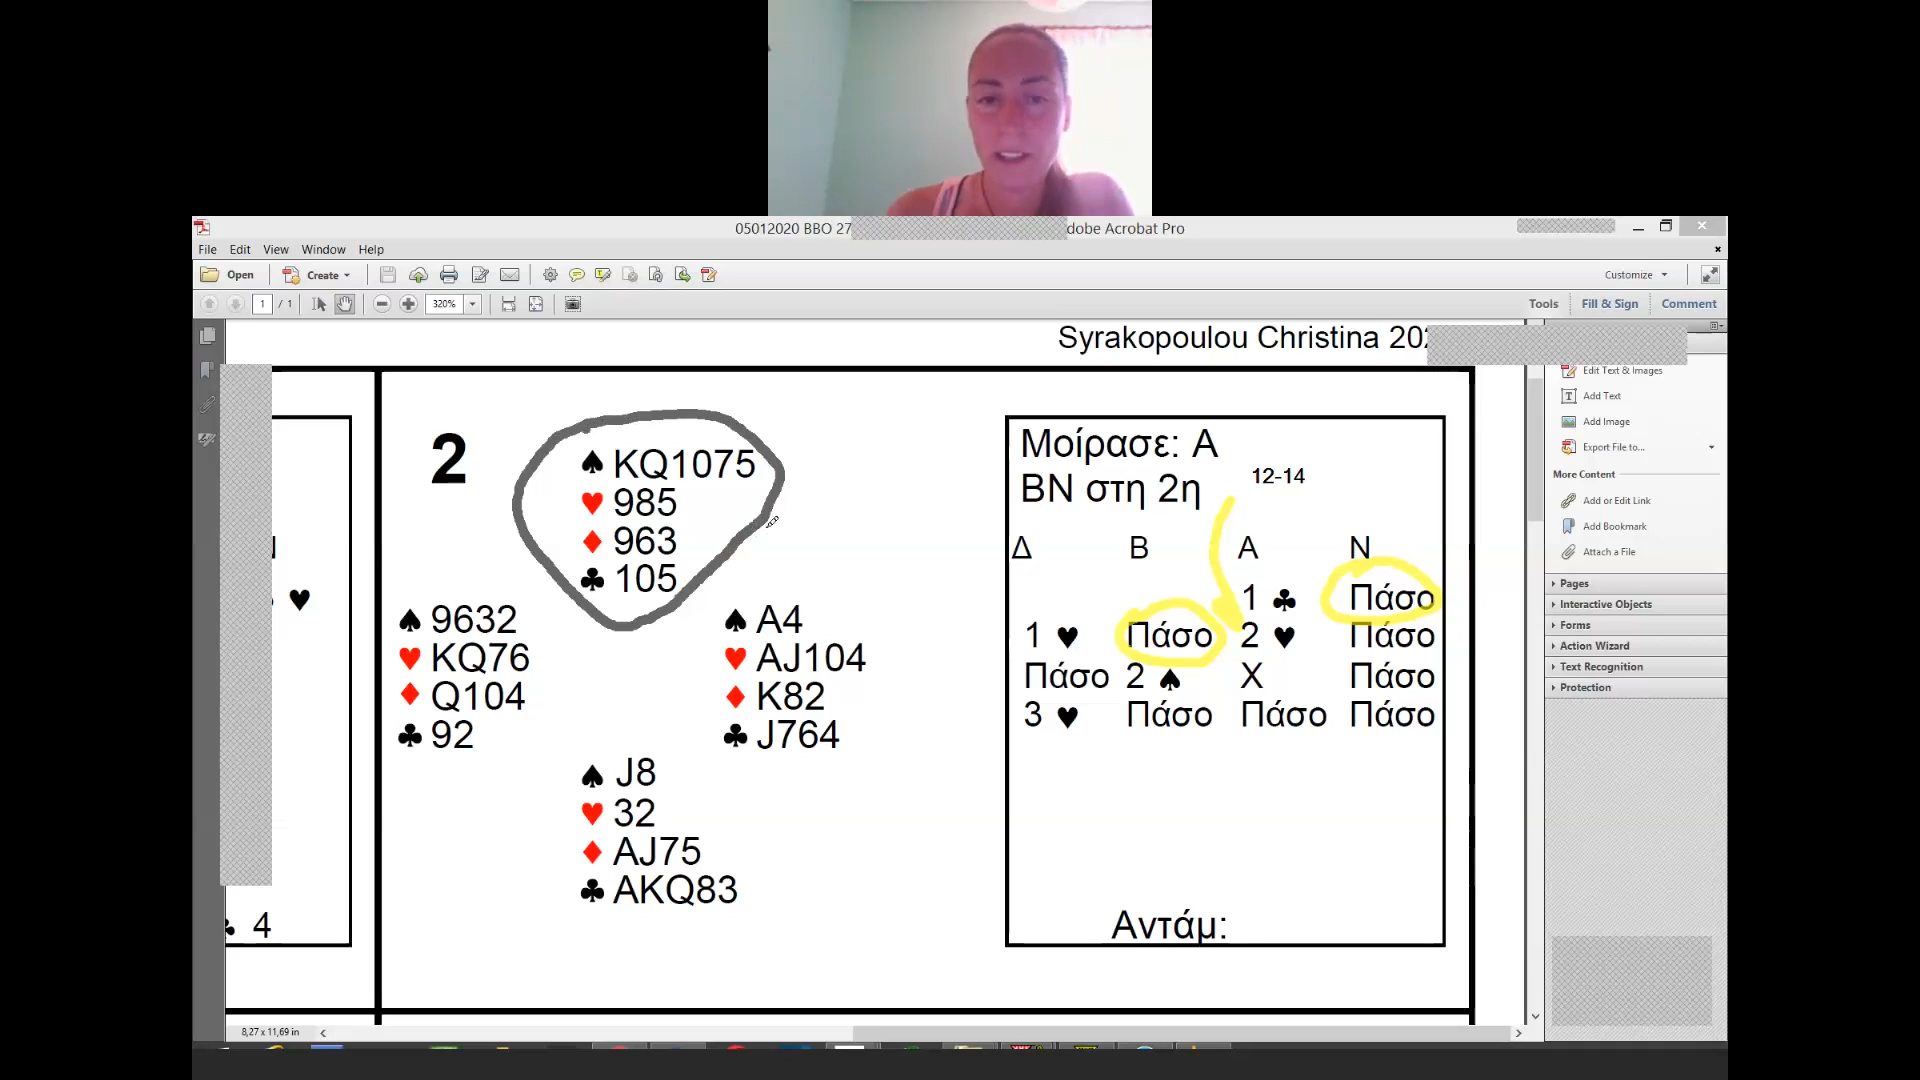 05012020 BBO 27
dobe Acrobat Pro
File Edit View Window Help
Open Create Customize
1 / 1 320% Tools Fill & Sign Comment
Syrakopoulou Christina 20
Edit Text & Images
Add Text
Add Image
Export File to...
More Content
Add or Edit Link
Add Bookmark
Attach a File
Pages
Interactive Objects
Forms
Action Wizard
Text Recognition
Protection
♥
♣ 4
2
♠ KQ1075
♥ 985
♦ 963
♣ 105
♠ 9632
♥ KQ76
♦ Q104
♣ 92
♠ A4
♥ AJ104
♦ K82
♣ J764
♠ J8
♥ 32
♦ AJ75
♣ AKQ83
Μοίρασε: Α
ΒΝ στη 2η 12-14
Δ Β Α Ν
1 ♣ Πάσο
1 ♥ Πάσο 2 ♥ Πάσο
Πάσο 2 ♠ X Πάσο
3 ♥ Πάσο Πάσο Πάσο
Αντάμ:
8,27 x 11,69 in